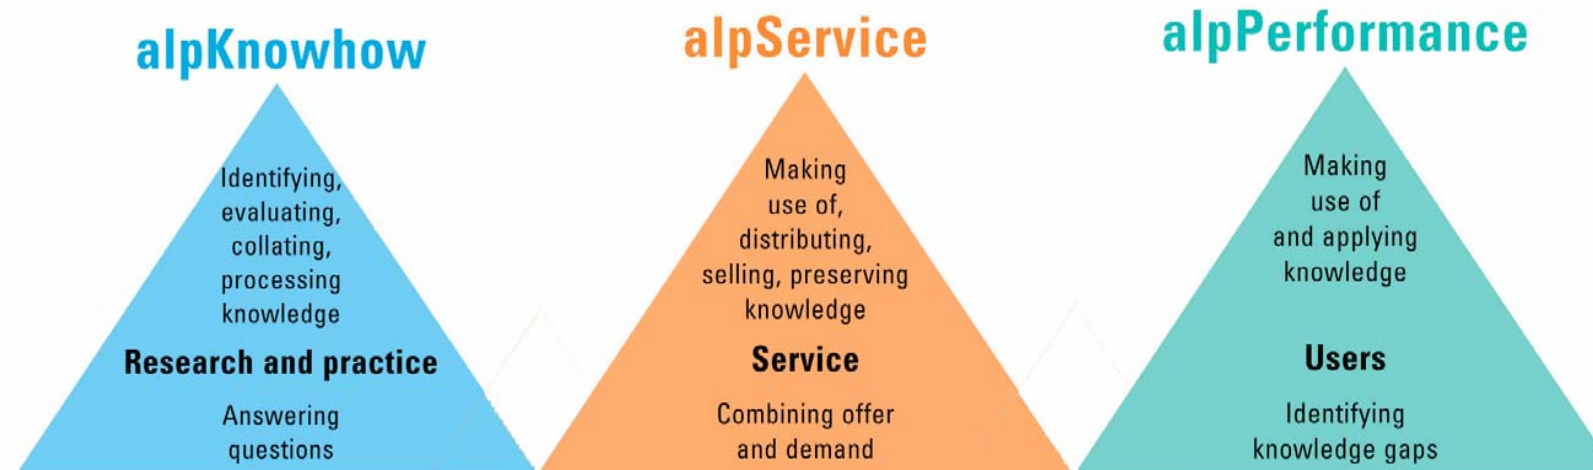 alpKnowhow
Identifying,
evaluating,
collating,
processing
knowledge
Research and practice
Answering
questions
alpService
Making
use of,
distributing,
selling, preserving
knowledge
Service
Combining offer
and demand
alpPerformance
Making
use of
and applying
knowledge
Users
Identifying
knowledge gaps